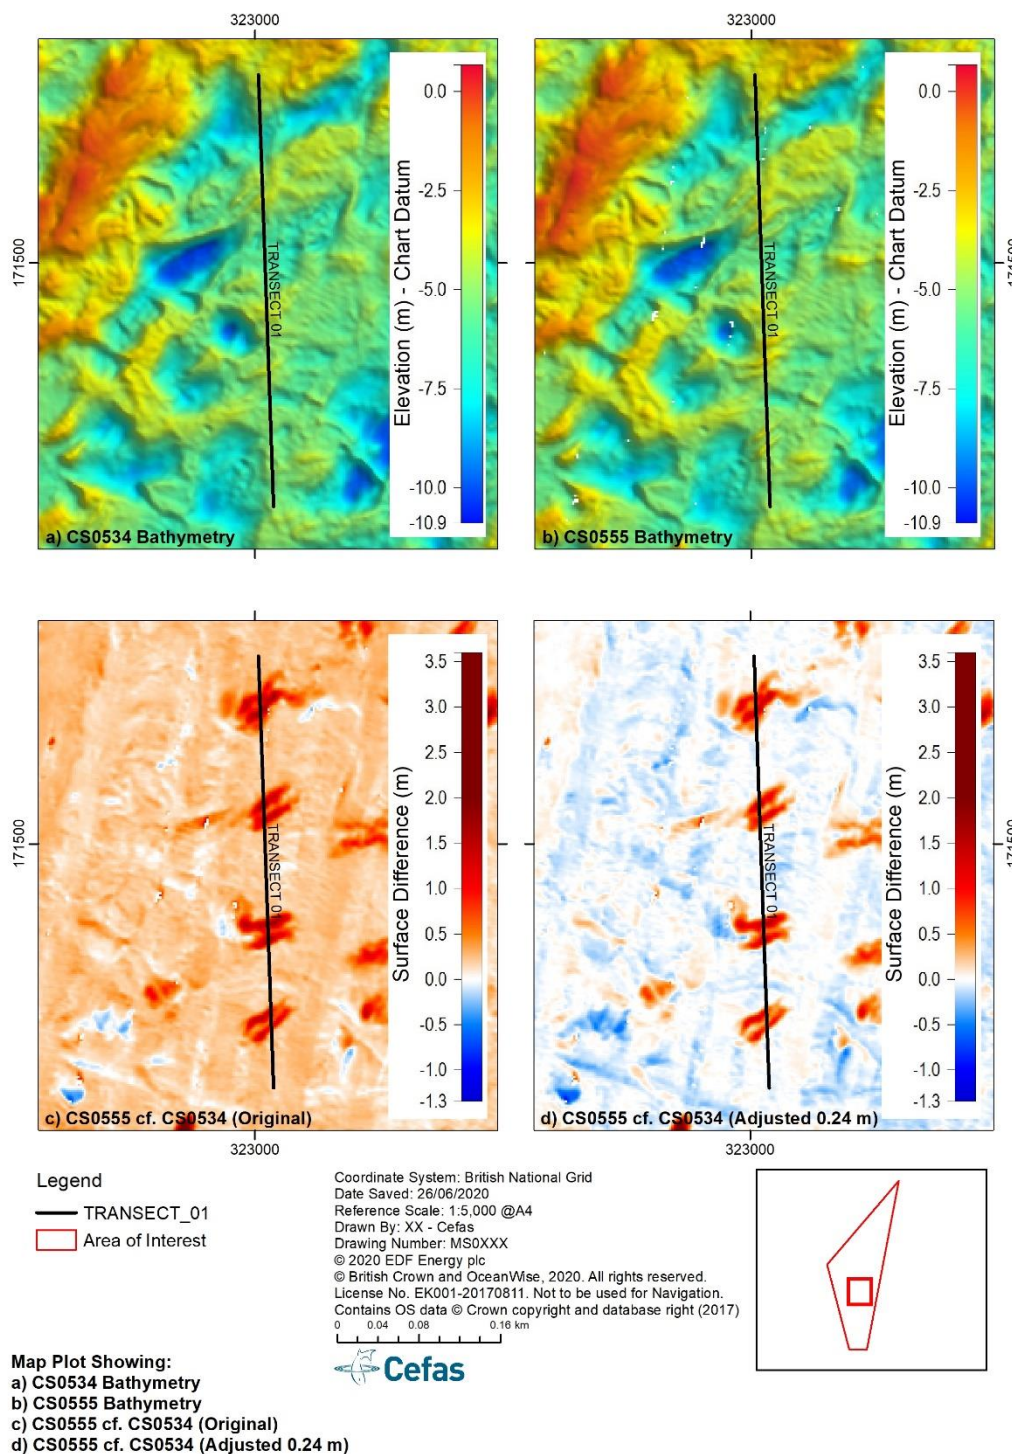 323000
323000
0.0
-2.5
-5.0
-7.5
-10.0
-10.9
Elevation (m) - Chart Datum
171500
TRANSECT 01
a) CS0534 Bathymetry
0.0
-2.5
-5.0
-7.5
-10.0
-10.9
Elevation (m) - Chart Datum
171500
TRANSECT 01
b) CS0555 Bathymetry
3.5
3.0
2.5
2.0
1.5
1.0
0.5
0.0
-0.5
-1.0
-1.3
Surface Difference (m)
171500
TRANSECT 01
c) CS0555 cf. CS0534 (Original)
3.5
3.0
2.5
2.0
1.5
1.0
0.5
0.0
-0.5
-1.0
-1.3
Surface Difference (m)
171500
TRANSECT 01
d) CS0555 cf. CS0534 (Adjusted 0.24 m)
323000
323000
Legend
TRANSECT_01
Area of Interest
Coordinate System: British National Grid
Date Saved: 26/06/2020
Reference Scale: 1:5,000 @A4
Drawn By: XX - Cefas
Drawing Number: MS0XXX
© 2020 EDF Energy plc
© British Crown and OceanWise, 2020. All rights reserved.
License No. EK001-20170811. Not to be used for Navigation.
Contains OS data © Crown copyright and database right (2017)
0 0.04 0.08 0.16 km
Cefas
Map Plot Showing:
a) CS0534 Bathymetry
b) CS0555 Bathymetry
c) CS0555 cf. CS0534 (Original)
d) CS0555 cf. CS0534 (Adjusted 0.24 m)